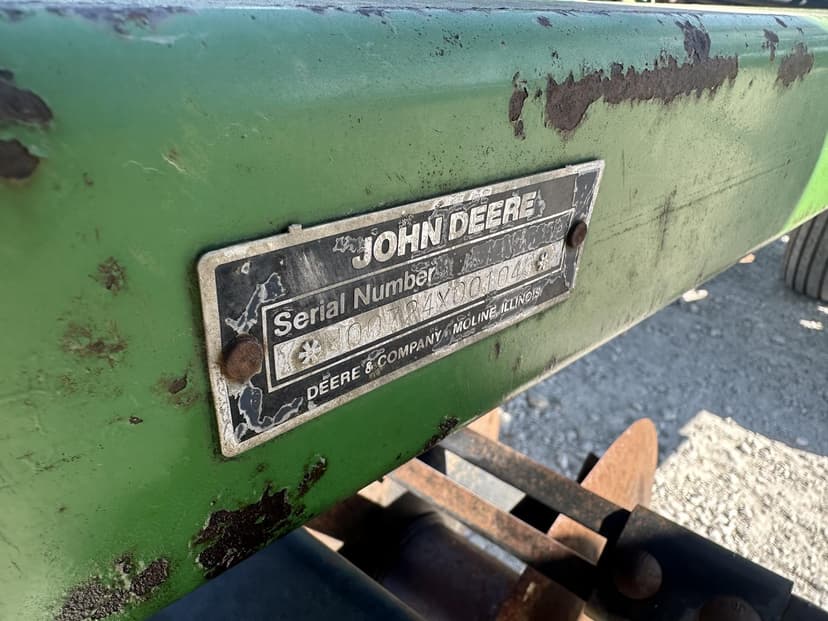 JOHN DEERE
Serial Number
DEERE & COMPANY MOLINE, ILLINOIS